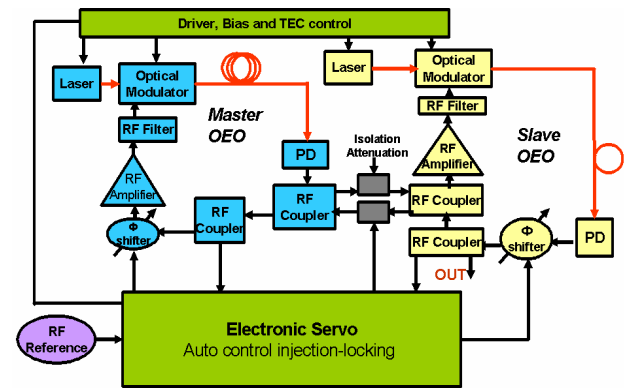 Driver, Bias and TEC control
Laser
Optical
Modulator
RF Filter
RF
Amplifier
Φ
shifter
Master
OEO
PD
RF
Coupler
RF
Coupler
Isolation
Attenuation
Laser
Optical
Modulator
RF Filter
RF
Amplifier
Slave
OEO
RF Coupler
RF Coupler
OUT
Φ
shifter
PD
RF
Reference
Electronic Servo
Auto control injection-locking